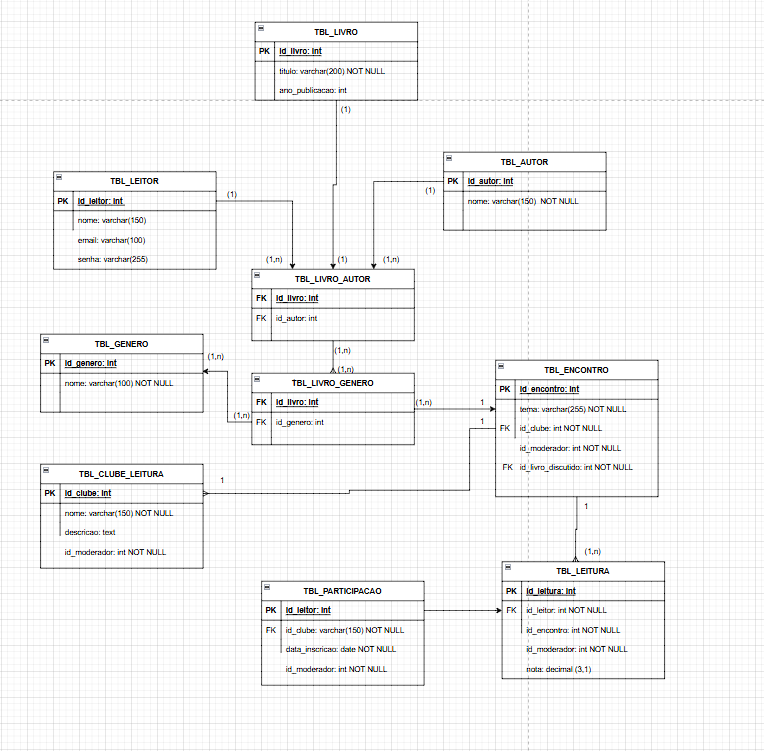 TBL_LIVRO
PK id_livro: int
titulo: varchar(200) NOT NULL
ano_publicacao: int
(1)
TBL_AUTOR
PK id_autor: int
nome: varchar(150) NOT NULL
(1)
TBL_LEITOR
PK id_leitor: int
nome: varchar(150)
email: varchar(100)
senha: varchar(255)
(1)
(1,n)
(1)
(1,n)
TBL_LIVRO_AUTOR
FK id_livro: int
FK id_autor: int
(1,n)
(1,n)
TBL_GENERO
PK id_genero: int
nome: varchar(100) NOT NULL
(1,n)
(1,n)
TBL_LIVRO_GENERO
FK id_livro: int
FK id_genero: int
(1,n)
1
1
TBL_ENCONTRO
PK id_encontro: int
tema: varchar(255) NOT NULL
FK id_clube: int NOT NULL
id_moderador: int NOT NULL
FK id_livro_discutido: int NOT NULL
TBL_CLUBE_LEITURA
PK id_clube: int
nome: varchar(150) NOT NULL
descricao: text
id_moderador: int NOT NULL
1
1
(1,n)
TBL_PARTICIPACAO
PK id_leitor: int
FK id_clube: varchar(150) NOT NULL
data_inscricao: date NOT NULL
id_moderador: int NOT NULL
TBL_LEITURA
PK id_leitura: int
FK id_leitor: int NOT NULL
id_encontro: int NOT NULL
id_moderador: int NOT NULL
nota: decimal (3,1)